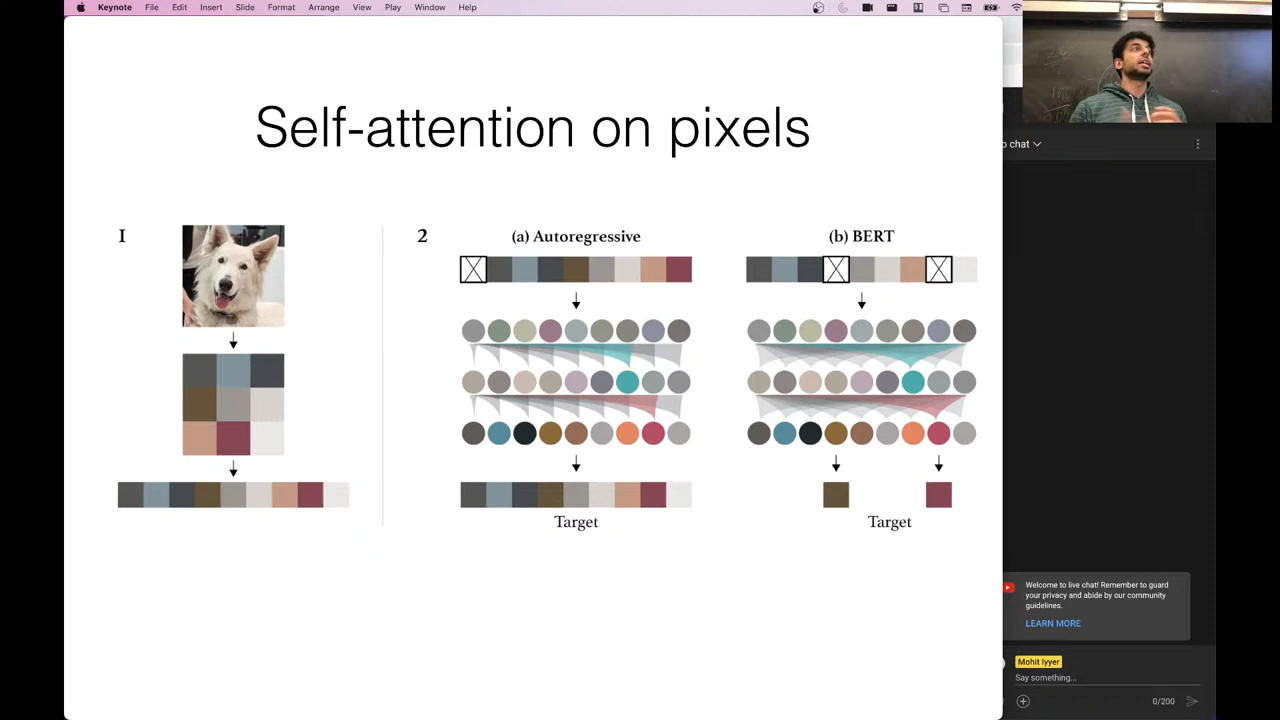 Keynote File Edit Insert Slide Format Arrange View Play Window Help
Self-attention on pixels
1
2
(a) Autoregressive
(b) BERT
Target
Target
chat
Welcome to live chat! Remember to guard
your privacy and abide by our community
guidelines.
LEARN MORE
Mohit Iyyer
Say something...
0/200